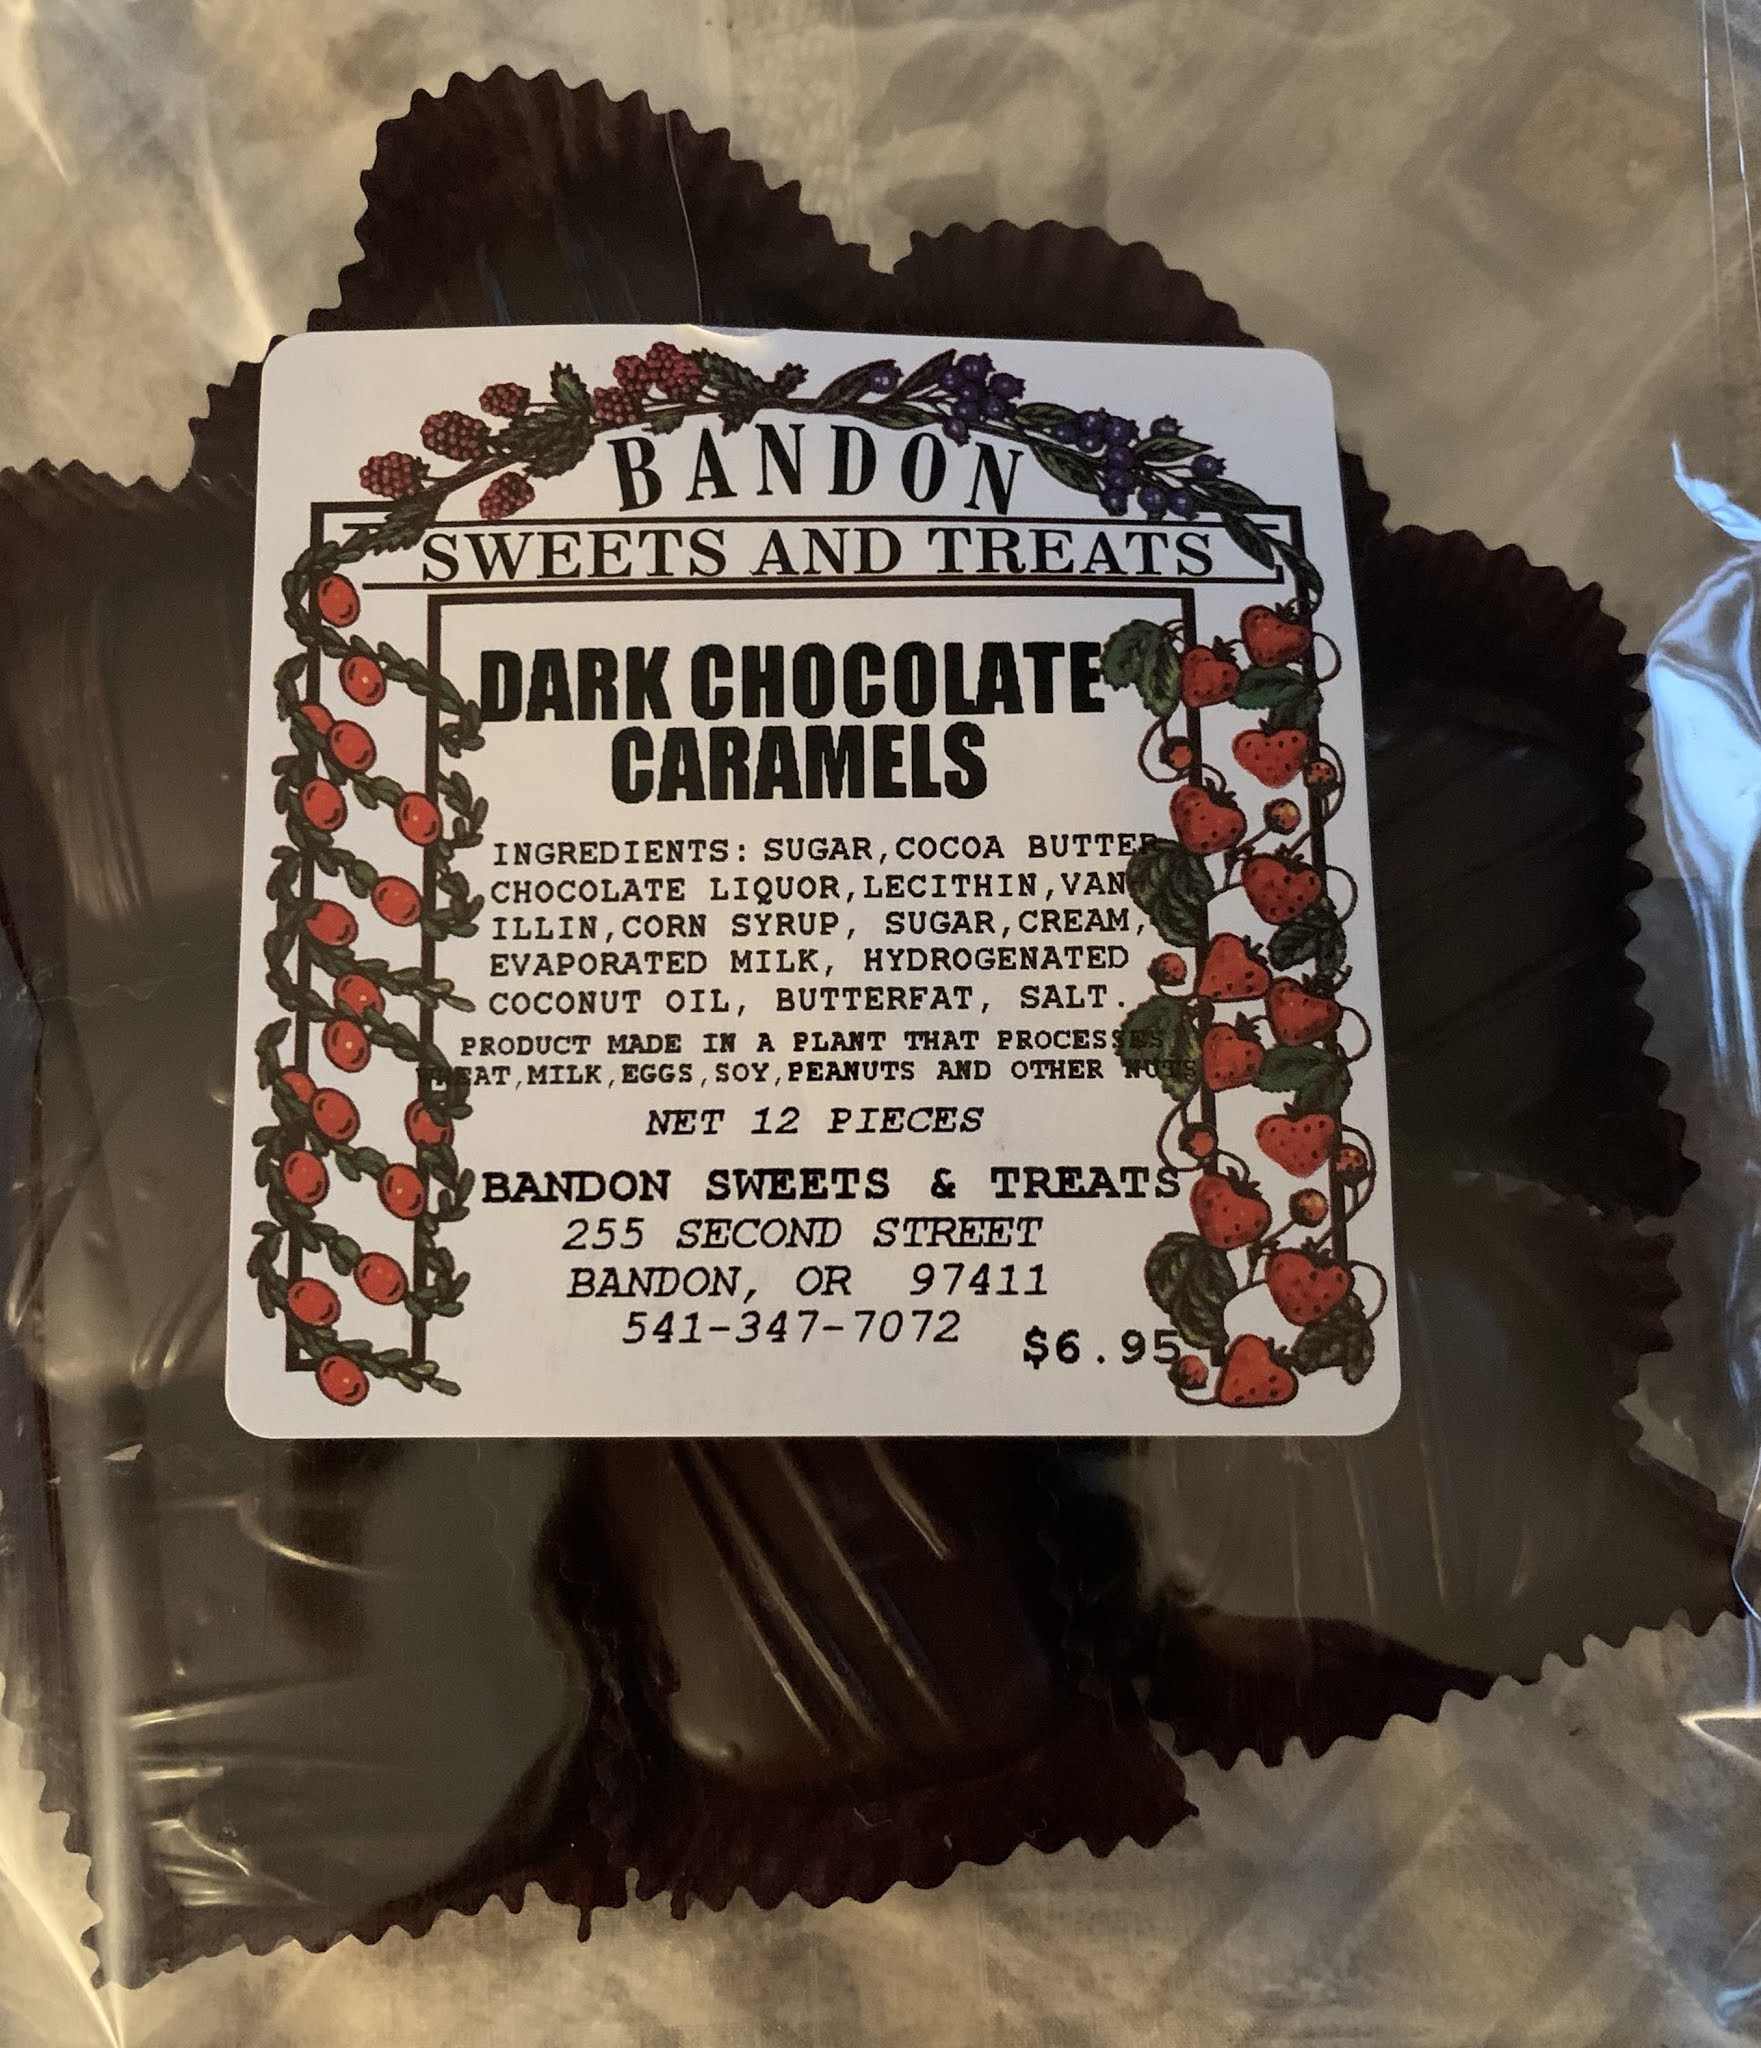 BANDON
SWEETS AND TREATS
DARK CHOCOLATE
CARAMELS
INGREDIENTS: SUGAR,COCOA BUTTER
CHOCOLATE LIQUOR,LECITHIN,VAN
ILLIN,CORN SYRUP, SUGAR,CREAM,
EVAPORATED MILK, HYDROGENATED
COCONUT OIL, BUTTERFAT, SALT.
PRODUCT MADE IN A PLANT THAT PROCESSES
WHEAT,MILK,EGGS,SOY,PEANUTS AND OTHER NUTS
NET 12 PIECES
BANDON SWEETS & TREATS
255 SECOND STREET
BANDON, OR 97411
541-347-7072
$6.95